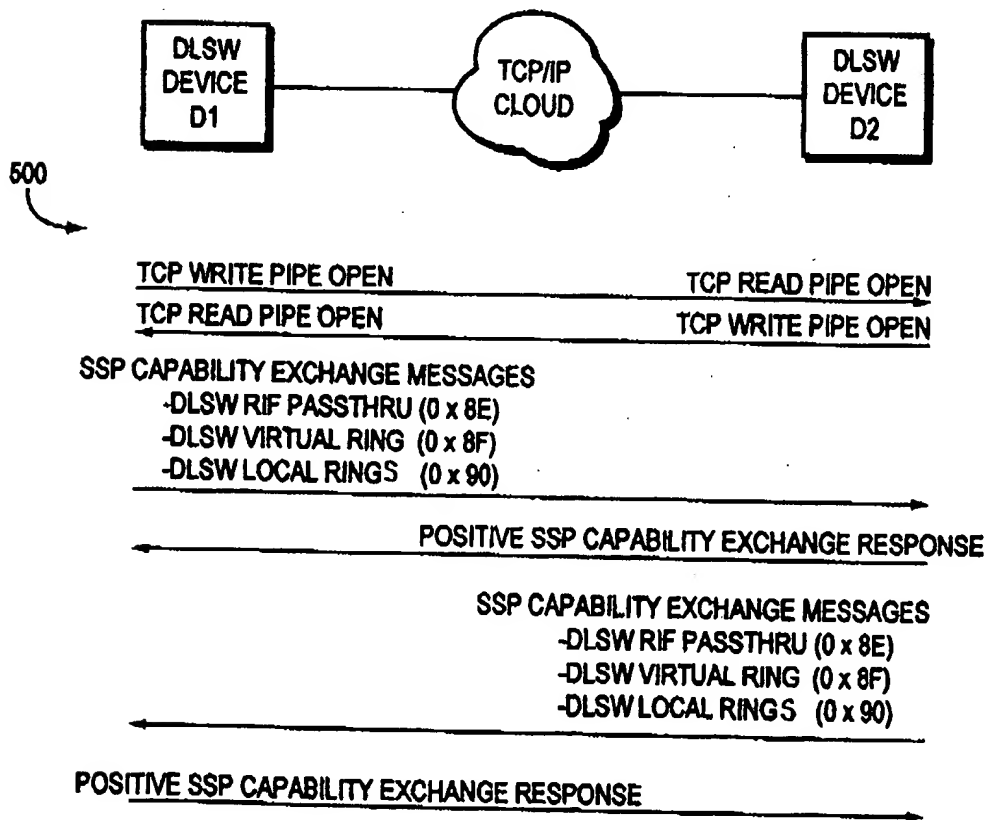 DLSW
DEVICE
D1
TCP/IP
CLOUD
DLSW
DEVICE
D2
500
TCP WRITE PIPE OPEN TCP READ PIPE OPEN
TCP READ PIPE OPEN TCP WRITE PIPE OPEN
SSP CAPABILITY EXCHANGE MESSAGES
-DLSW RIF PASSTHRU (0 x 8E)
-DLSW VIRTUAL RING (0 x 8F)
-DLSW LOCAL RINGS (0 x 90)
POSITIVE SSP CAPABILITY EXCHANGE RESPONSE
SSP CAPABILITY EXCHANGE MESSAGES
-DLSW RIF PASSTHRU (0 x 8E)
-DLSW VIRTUAL RING (0 x 8F)
-DLSW LOCAL RINGS (0 x 90)
POSITIVE SSP CAPABILITY EXCHANGE RESPONSE